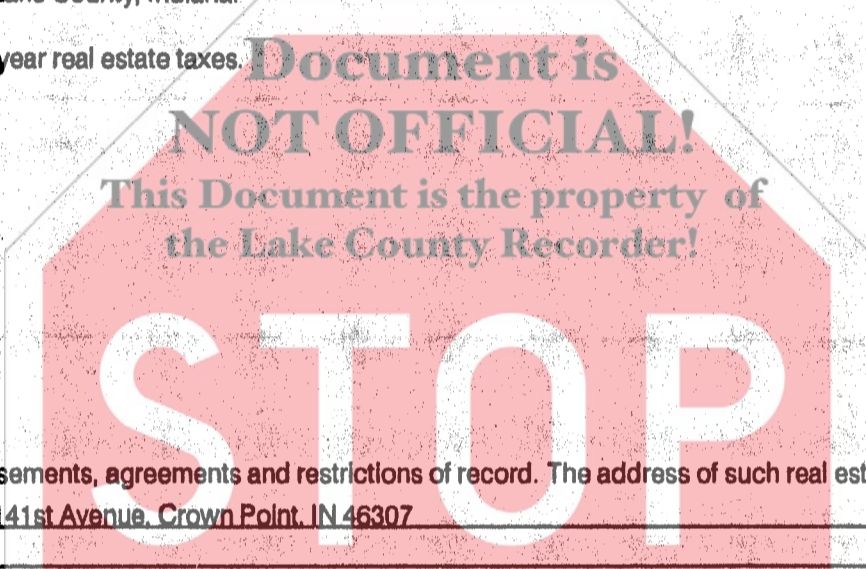 year real estate taxes.
Document is
NOT OFFICIAL!
This Document is the property of
the Lake County Recorder!
STOP
sements, agreements and restrictions of record. The address of such real est
41st Avenue, Crown Point, IN 46307